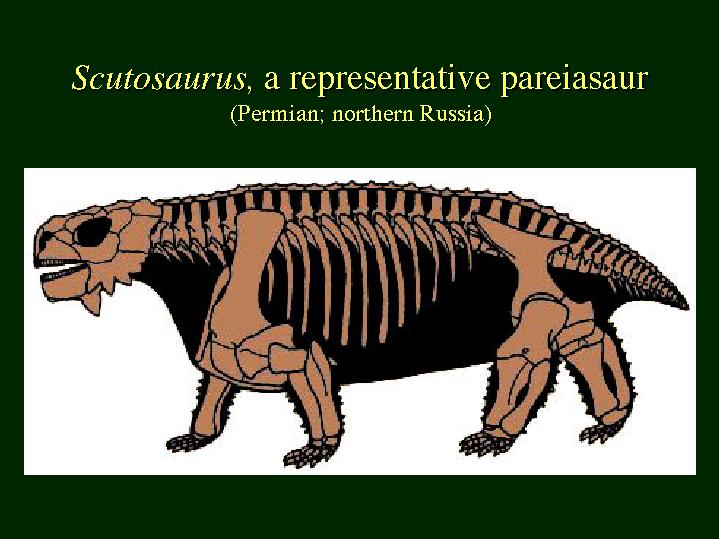 Scutosaurus, a representative pareiasaur
(Permian; northern Russia)